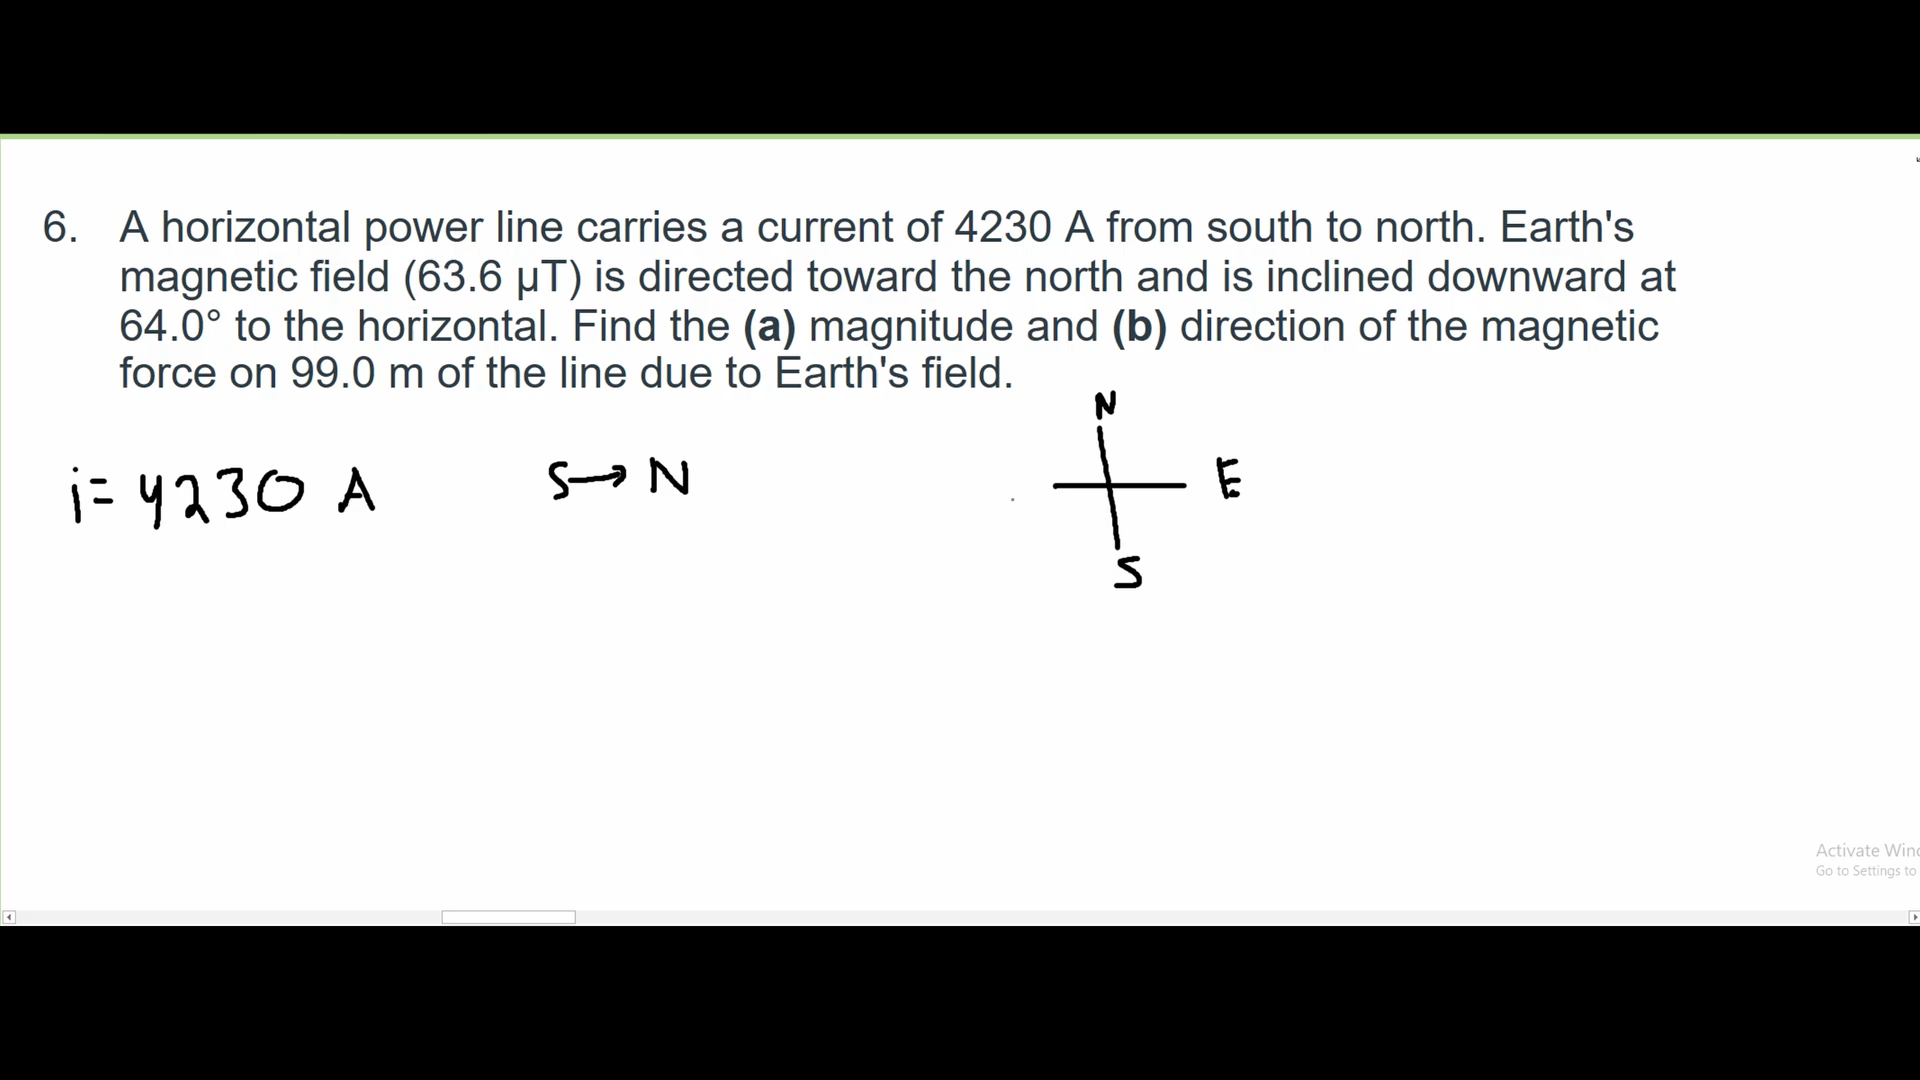 6. A horizontal power line carries a current of 4230 A from south to north. Earth's
magnetic field (63.6 μT) is directed toward the north and is inclined downward at
64.0° to the horizontal. Find the (a) magnitude and (b) direction of the magnetic
force on 99.0 m of the line due to Earth's field.
N
i= 4230 A S→N E
S
Activate Winc
Go to Settings to